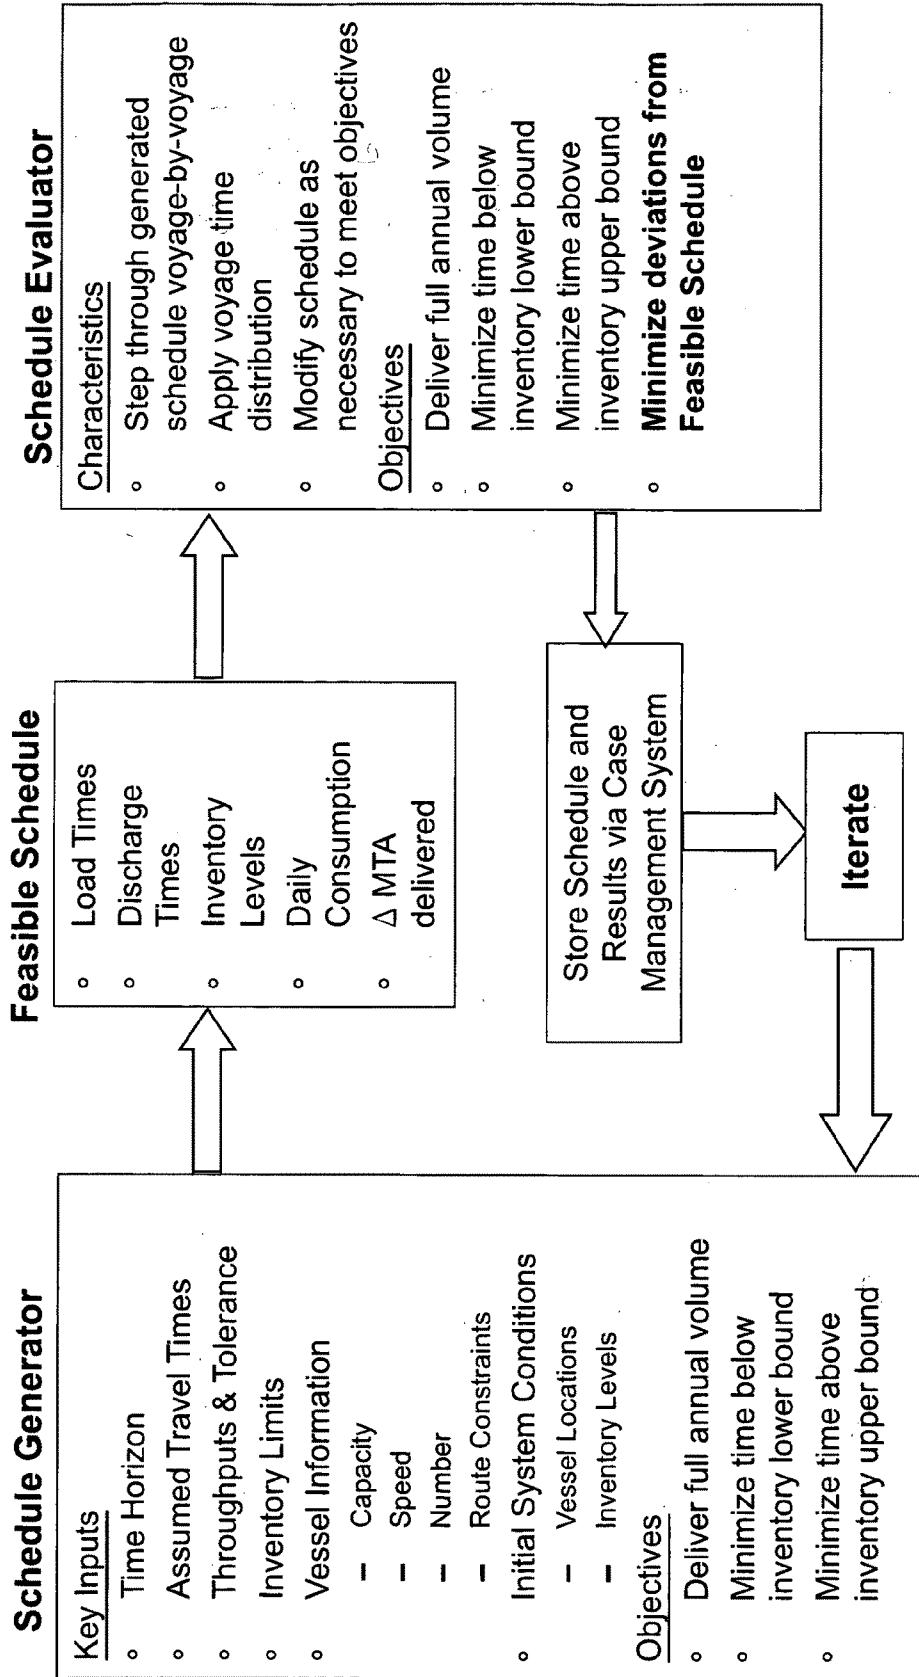 Schedule Generator
Key Inputs
° Time Horizon
° Assumed Travel Times
° Throughputs & Tolerance
° Inventory Limits
° Vessel Information
– Capacity
– Speed
– Number
– Route Constraints
° Initial System Conditions
– Vessel Locations
– Inventory Levels
Objectives
° Deliver full annual volume
° Minimize time below
inventory lower bound
° Minimize time above
inventory upper bound
Feasible Schedule
° Load Times
° Discharge
Times
° Inventory
Levels
° Daily
Consumption
° Δ MTA
delivered
Schedule Evaluator
Characteristics
° Step through generated
schedule voyage-by-voyage
° Apply voyage time
distribution
° Modify schedule as
necessary to meet objectives
Objectives
° Deliver full annual volume
° Minimize time below
inventory lower bound
° Minimize time above
inventory upper bound
° Minimize deviations from
Feasible Schedule
Store Schedule and
Results via Case
Management System
Iterate